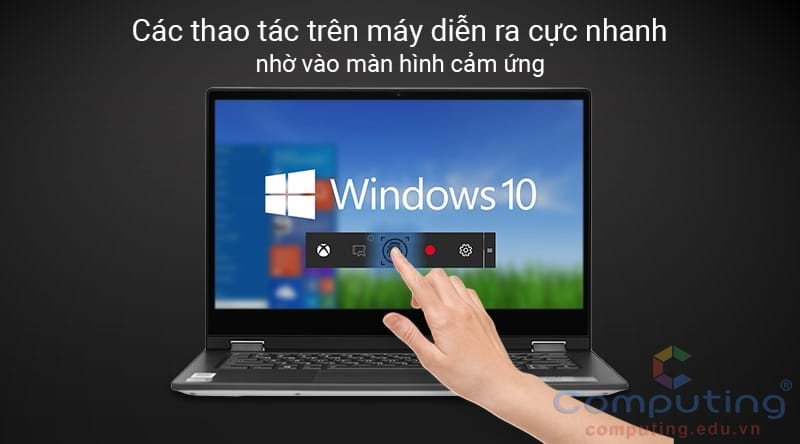 Các thao tác trên máy diễn ra cực nhanh
nhờ vào màn hình cảm ứng
Windows 10
Computing®
computing.edu.vn